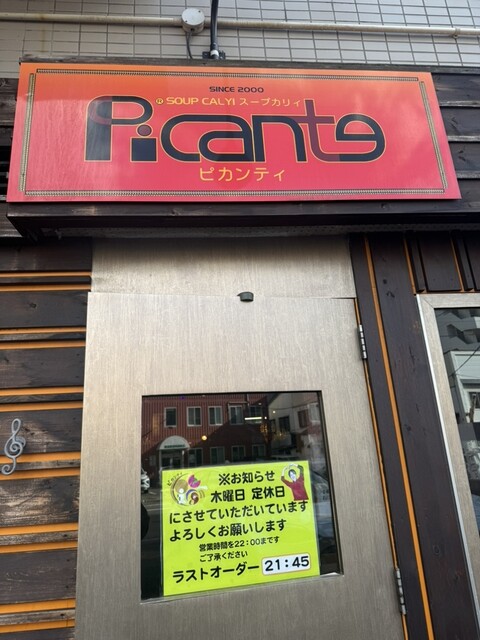 SINCE 2000
SOUP CALYI スープカリィ
Picante
ピカンティ
※お知らせ
木曜日 定休日
にさせていただいています
よろしくお願いします
営業時間を22:00まです
ご了承ください
ラストオーダー 21:45